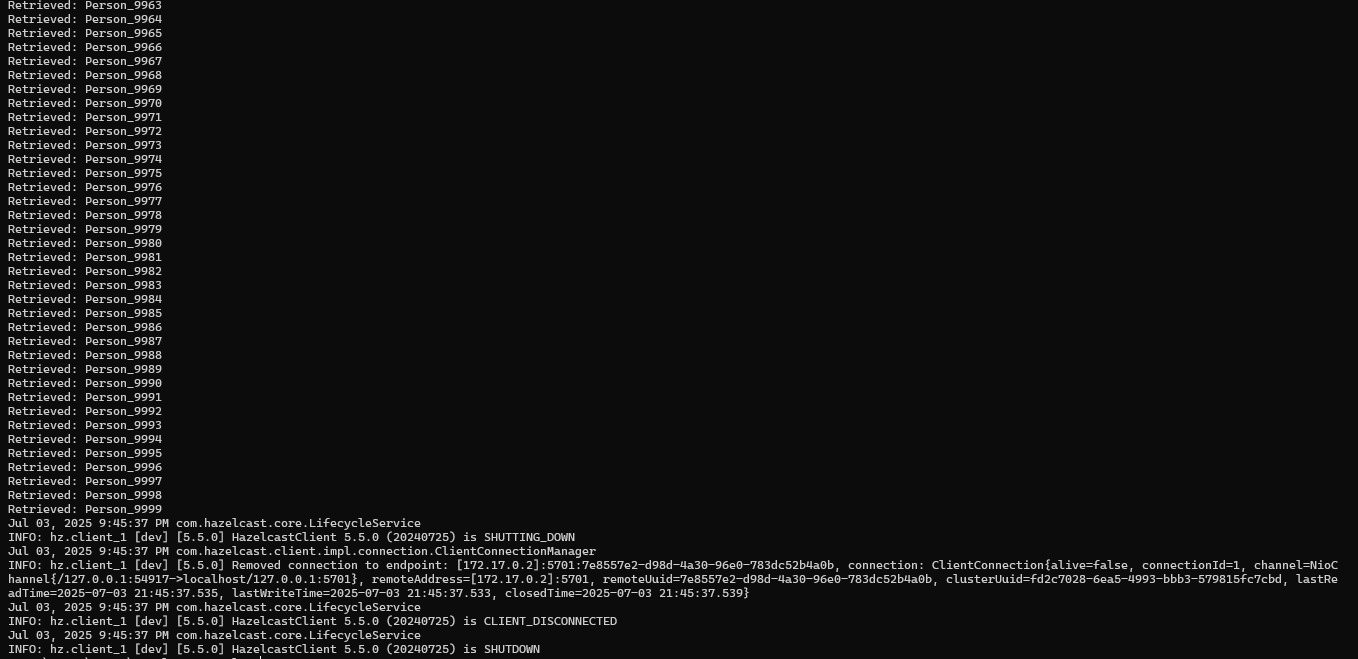 Retrieved: Person_9963
Retrieved: Person_9964
Retrieved: Person_9965
Retrieved: Person_9966
Retrieved: Person_9967
Retrieved: Person_9968
Retrieved: Person_9969
Retrieved: Person_9970
Retrieved: Person_9971
Retrieved: Person_9972
Retrieved: Person_9973
Retrieved: Person_9974
Retrieved: Person_9975
Retrieved: Person_9976
Retrieved: Person_9977
Retrieved: Person_9978
Retrieved: Person_9979
Retrieved: Person_9980
Retrieved: Person_9981
Retrieved: Person_9982
Retrieved: Person_9983
Retrieved: Person_9984
Retrieved: Person_9985
Retrieved: Person_9986
Retrieved: Person_9987
Retrieved: Person_9988
Retrieved: Person_9989
Retrieved: Person_9990
Retrieved: Person_9991
Retrieved: Person_9992
Retrieved: Person_9993
Retrieved: Person_9994
Retrieved: Person_9995
Retrieved: Person_9996
Retrieved: Person_9997
Retrieved: Person_9998
Retrieved: Person_9999
Jul 03, 2025 9:45:37 PM com.hazelcast.core.LifecycleService
INFO: hz.client_1 [dev] [5.5.0] HazelcastClient 5.5.0 (20240725) is SHUTTING_DOWN
Jul 03, 2025 9:45:37 PM com.hazelcast.client.impl.connection.ClientConnectionManager
INFO: hz.client_1 [dev] [5.5.0] Removed connection to endpoint: [172.17.0.2]:5701:7e8557e2-d98d-4a30-96e0-783dc52b4a0b, connection: ClientConnection{alive=false, connectionId=1, channel=NioC
hannel{/127.0.0.1:54917->localhost/127.0.0.1:5701}, remoteAddress=[172.17.0.2]:5701, remoteUuid=7e8557e2-d98d-4a30-96e0-783dc52b4a0b, clusterUuid=fd2c7028-6ea5-4993-bbb3-579815fc7cbd, lastRe
adTime=2025-07-03 21:45:37.535, lastWriteTime=2025-07-03 21:45:37.533, closedTime=2025-07-03 21:45:37.539}
Jul 03, 2025 9:45:37 PM com.hazelcast.core.LifecycleService
INFO: hz.client_1 [dev] [5.5.0] HazelcastClient 5.5.0 (20240725) is CLIENT_DISCONNECTED
Jul 03, 2025 9:45:37 PM com.hazelcast.core.LifecycleService
INFO: hz.client_1 [dev] [5.5.0] HazelcastClient 5.5.0 (20240725) is SHUTDOWN